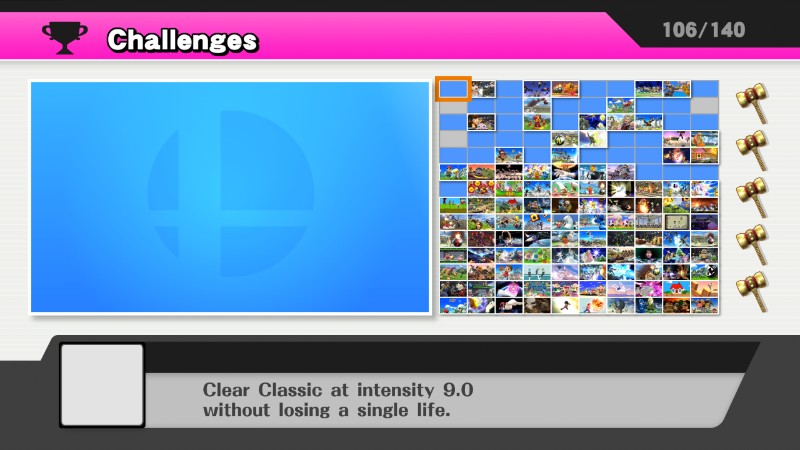 Challenges
106/140
Clear Classic at intensity 9.0
without losing a single life.